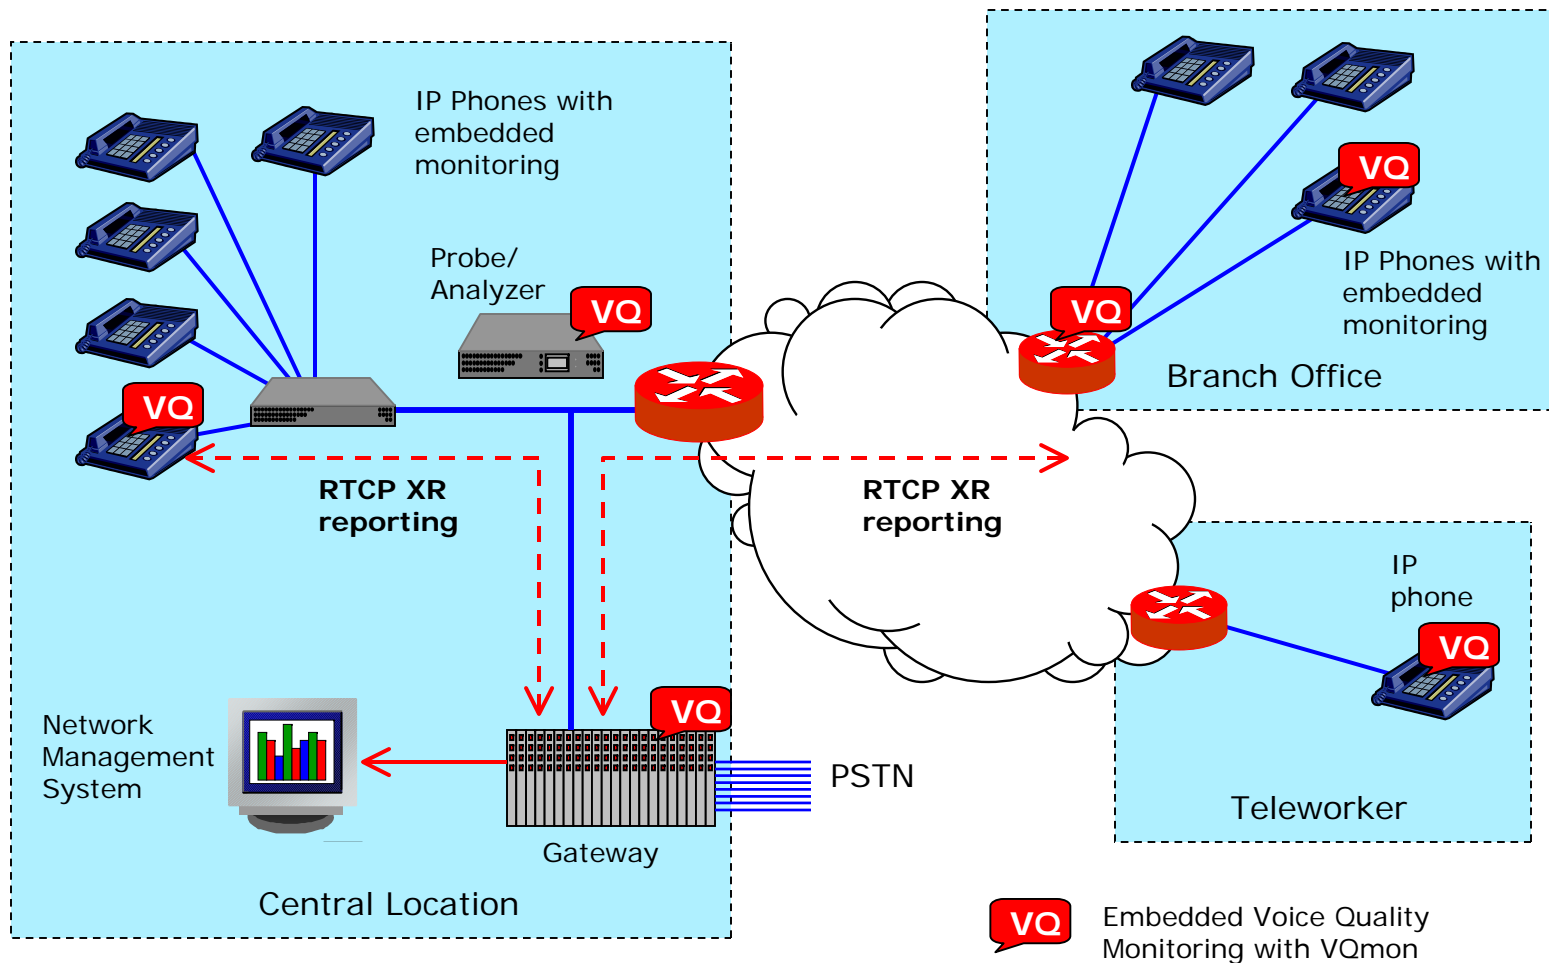 IP Phones with
embedded
monitoring
Probe/
Analyzer
VQ
VQ
RTCP XR
reporting
Network
Management
System
VQ
Gateway
PSTN
Central Location
RTCP XR
reporting
VQ
VQ
IP Phones with
embedded
monitoring
Branch Office
IP
phone
VQ
Teleworker
VQ
Embedded Voice Quality
Monitoring with VQmon